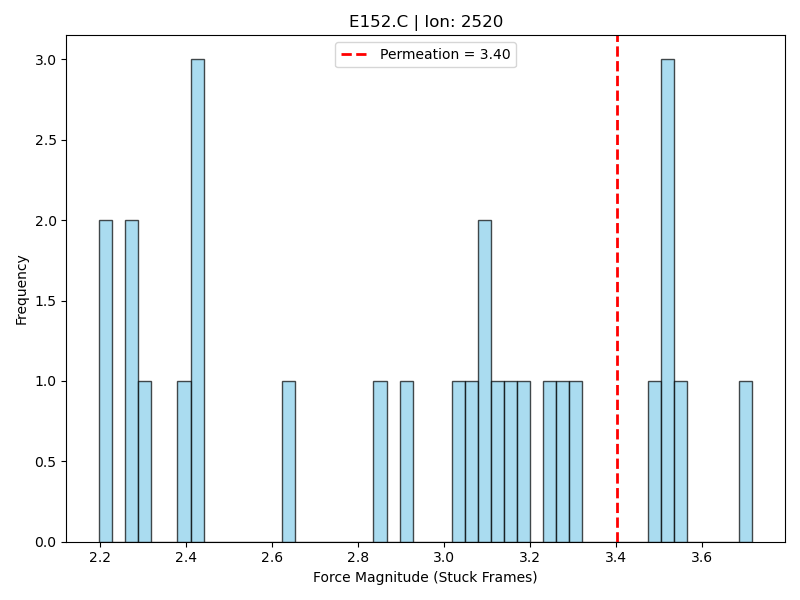 E152.C | Ion: 2520
Permeation = 3.40
3.0
2.5
2.0
1.5
1.0
0.5
0.0
Frequency
2.2 2.4 2.6 2.8 3.0 3.2 3.4 3.6
Force Magnitude (Stuck Frames)